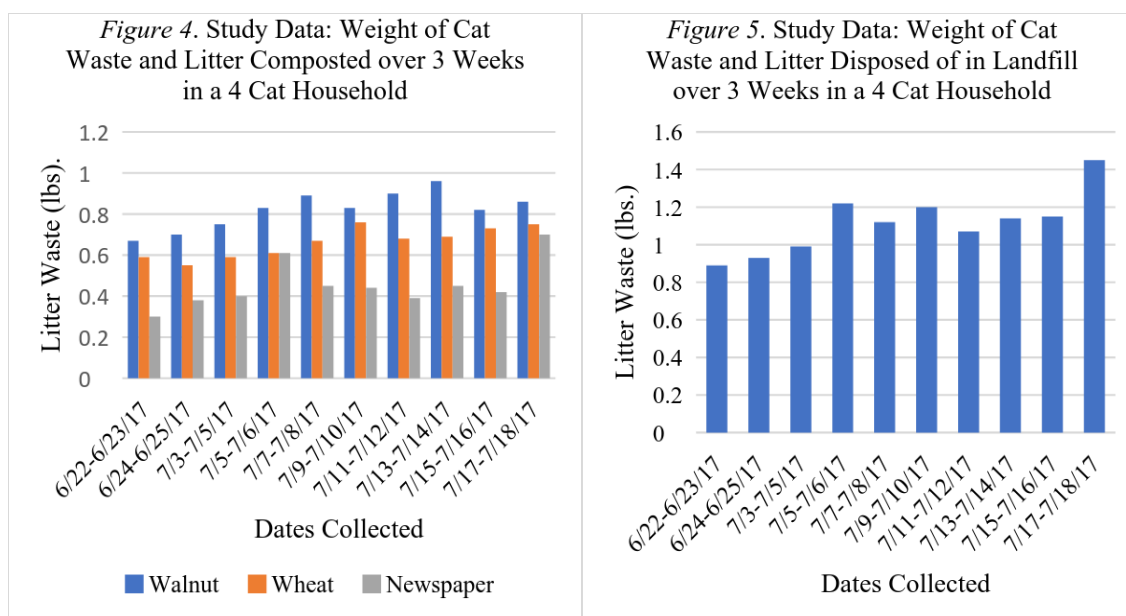 Figure 4. Study Data: Weight of Cat
Waste and Litter Composted over 3 Weeks
in a 4 Cat Household
1.2
1
0.8
0.6
0.4
0.2
0
Litter Waste (lbs).
6/22-6/23/17
6/24-6/25/17
7/3-7/5/17
7/5-7/6/17
7/7-7/8/17
7/9-7/10/17
7/11-7/12/17
7/13-7/14/17
7/15-7/16/17
7/17-7/18/17
Dates Collected
Walnut
Wheat
Newspaper
Figure 5. Study Data: Weight of Cat
Waste and Litter Disposed of in Landfill
over 3 Weeks in a 4 Cat Household
1.6
1.4
1.2
1
0.8
0.6
0.4
0.2
0
Litter Waste (lbs.)
6/22-6/23/17
6/24-6/25/17
7/3-7/5/17
7/5-7/6/17
7/7-7/8/17
7/9-7/10/17
7/11-7/12/17
7/13-7/14/17
7/15-7/16/17
7/17-7/18/17
Dates Collected